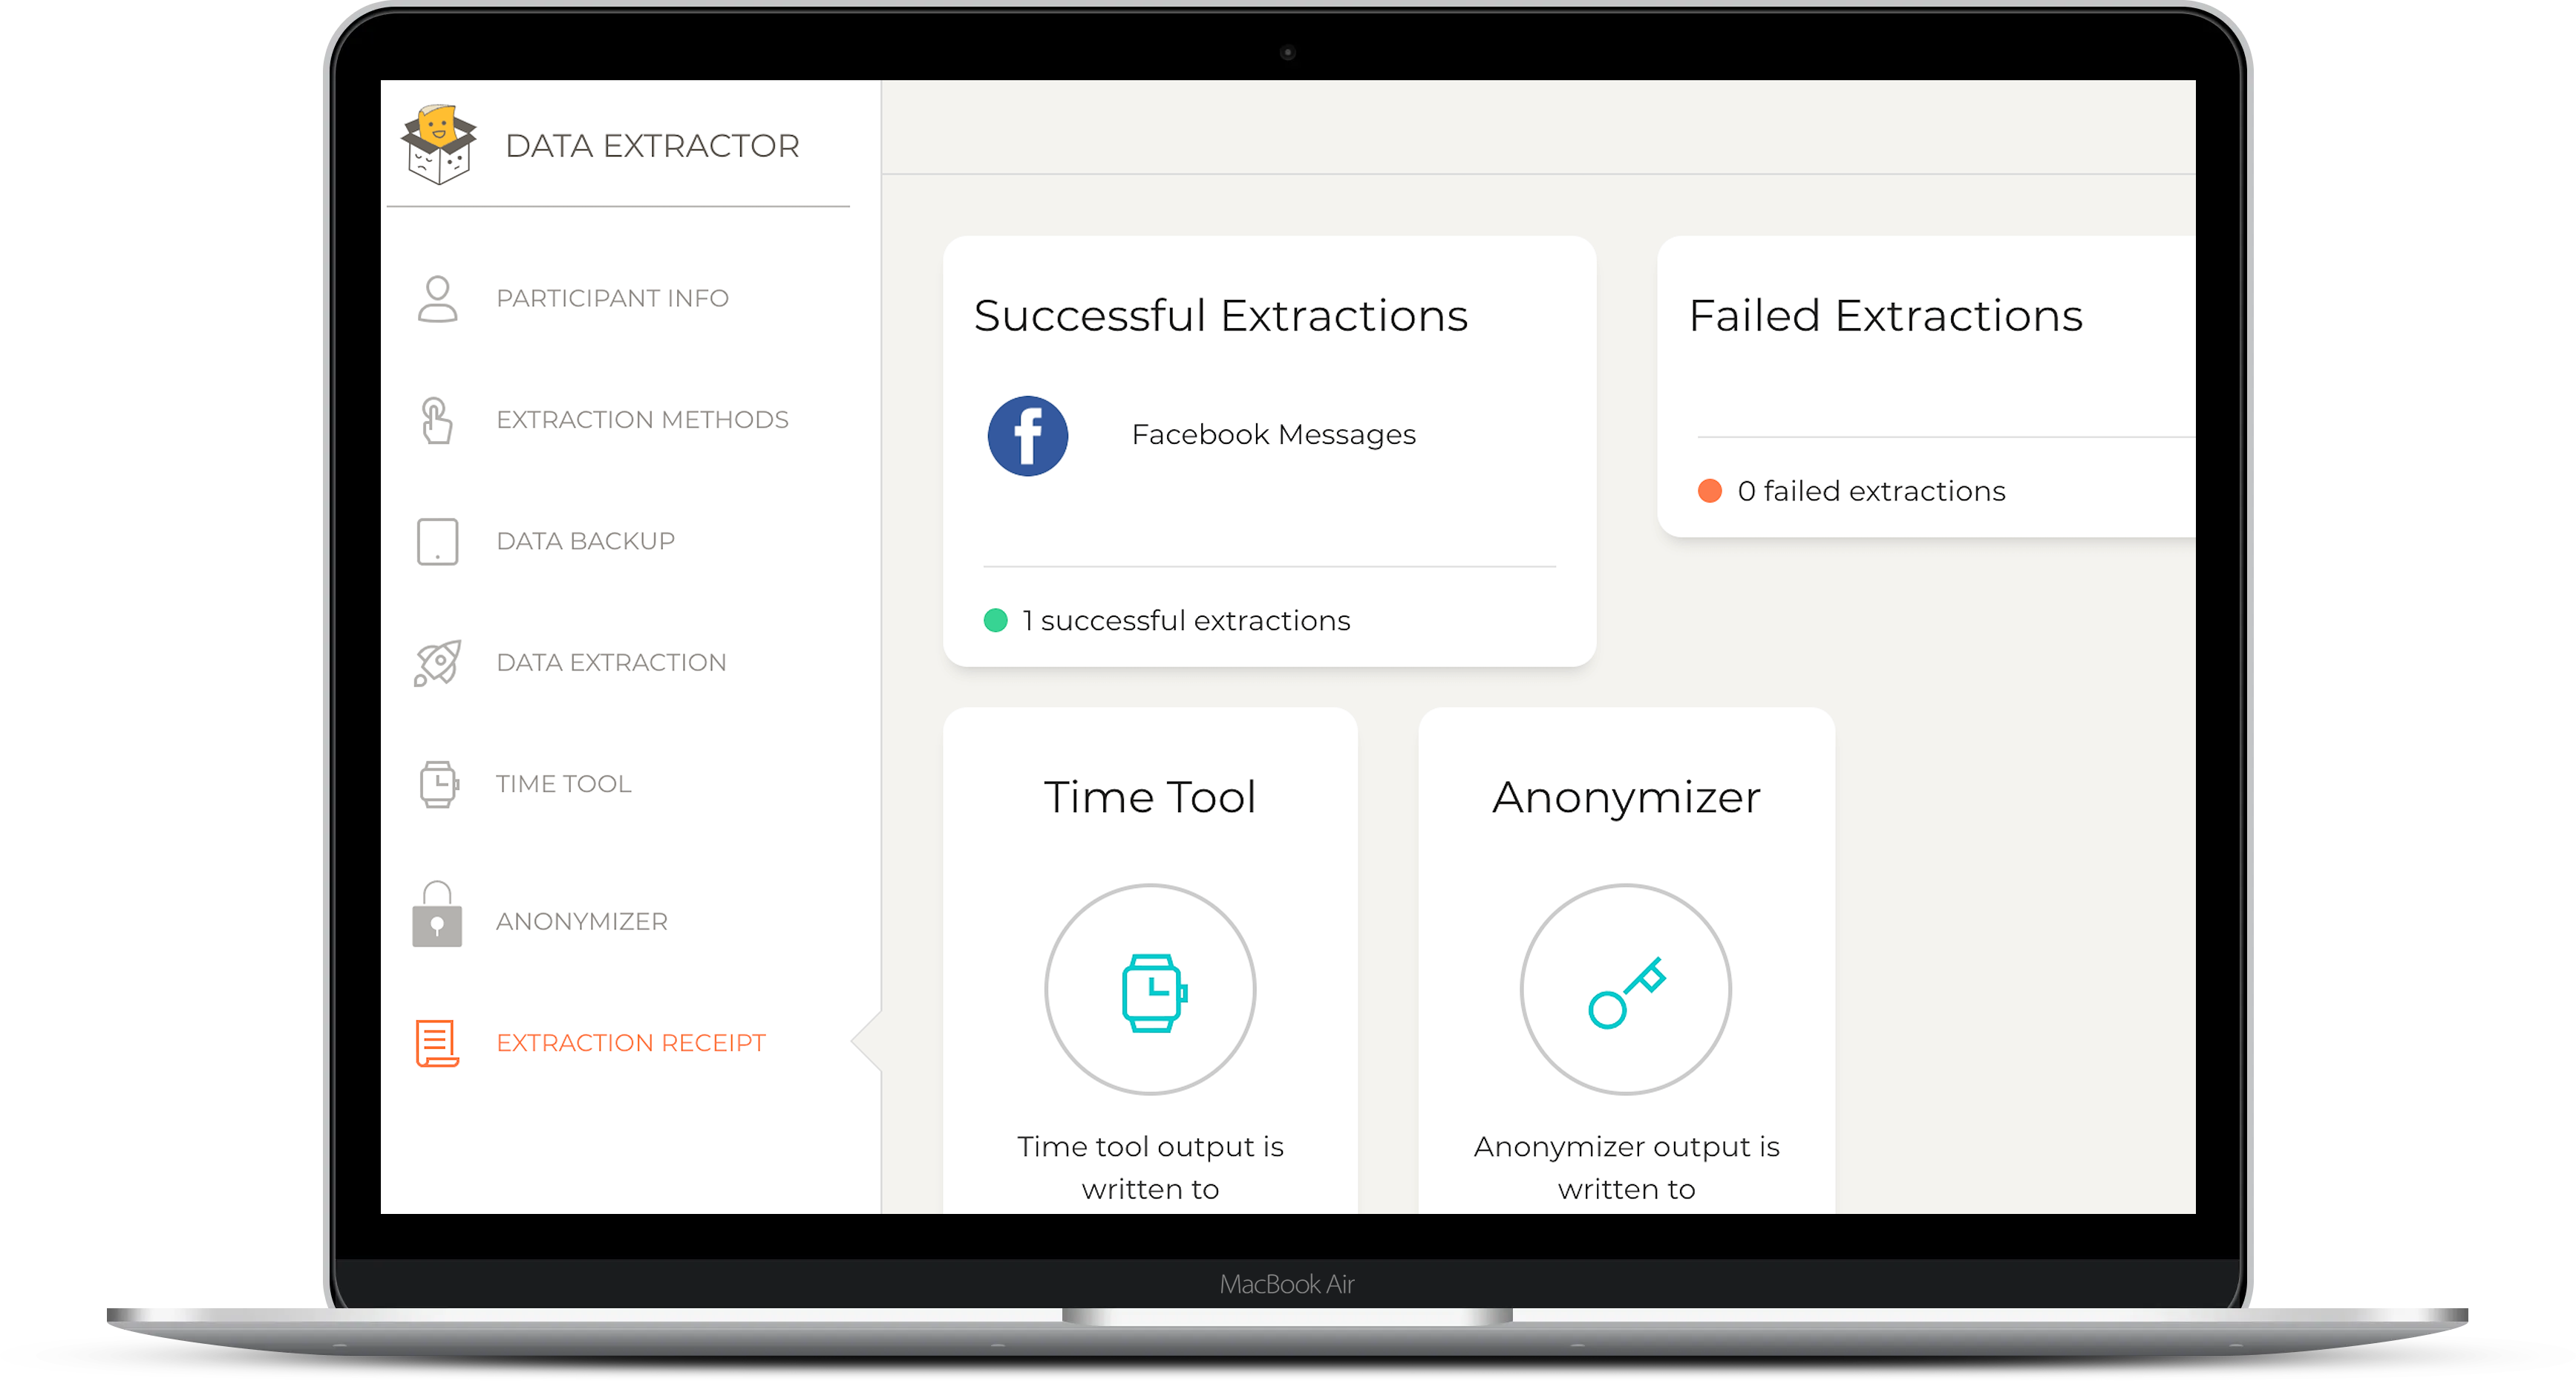 DATA EXTRACTOR
PARTICIPANT INFO
EXTRACTION METHODS
DATA BACKUP
DATA EXTRACTION
TIME TOOL
ANONYMIZER
EXTRACTION RECEIPT
Successful Extractions
Facebook Messages
1 successful extractions
Failed Extractions
0 failed extractions
Time Tool
Time tool output is
written to
Anonymizer
Anonymizer output is
written to
MacBook Air